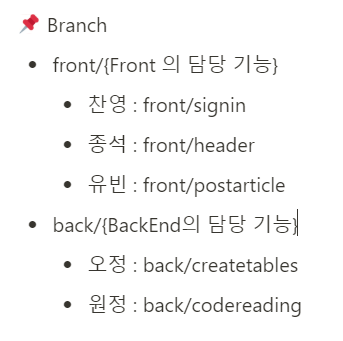 📌 Branch
• front/{Front 의 담당 기능}
• 찬영 : front/signin
• 종석 : front/header
• 유빈 : front/postarticle
• back/{BackEnd의 담당 기능}
• 오정 : back/createtables
• 원정 : back/codereading